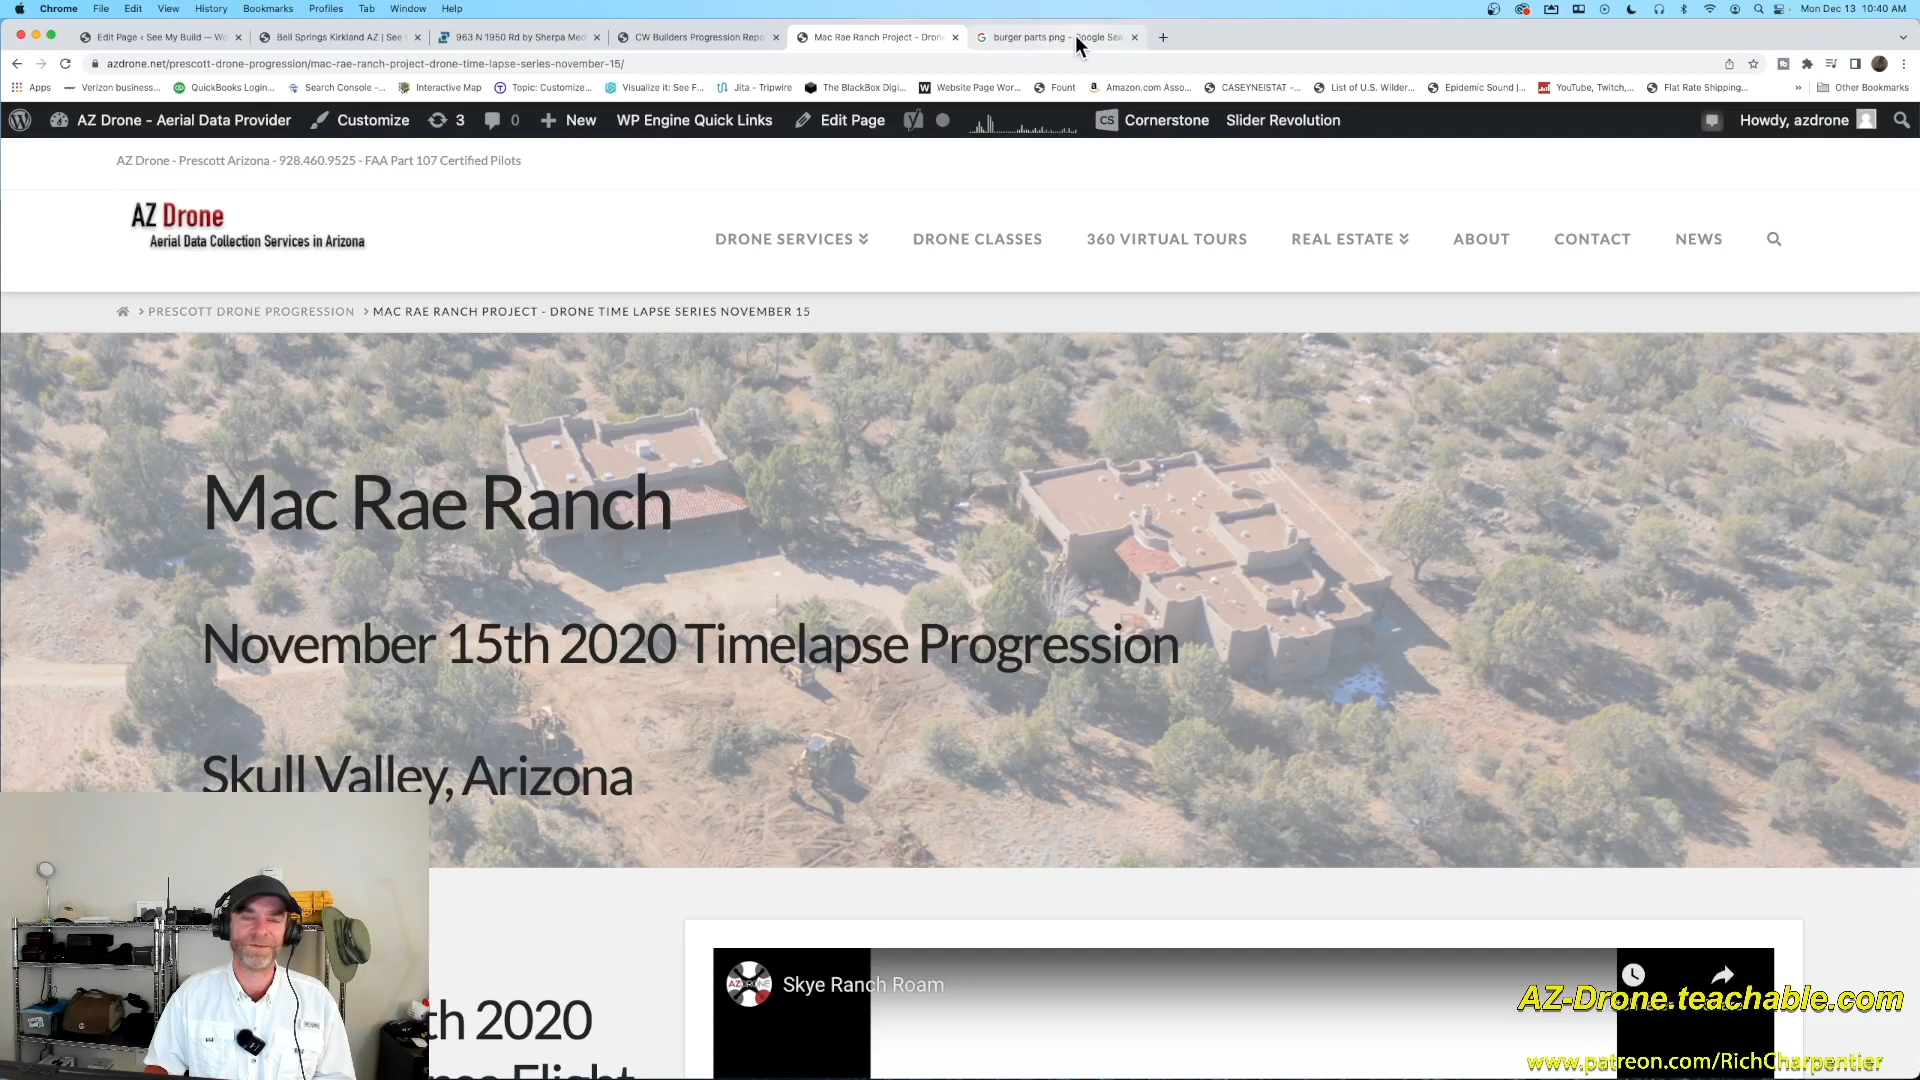 Chrome File Edit View History Bookmarks Profiles Tab Window Help Mon Dec 13 10:40 AM
Edit Page ‹ See My Build — Wo Bell Springs Kirkland AZ | See 963 N 1950 Rd by Sherpa Med CW Builders Progression Repo Mac Rae Ranch Project - Dron burger parts png - Google Sea
azdrone.net/prescott-drone-progression/mac-rae-ranch-project-drone-time-lapse-series-november-15/
Apps Verizon business... QuickBooks Login... Search Console -... Interactive Map Topic: Customize... Visualize it: See F... Jita - Tripwire The BlackBox Digi... Website Page Wor... Fount Amazon.com Asso... CASEYNEISTAT -... List of U.S. Wilder... Epidemic Sound |... YouTube, Twitch,... Flat Rate Shipping... » Other Bookmarks
AZ Drone - Aerial Data Provider Customize 3 0 New WP Engine Quick Links Edit Page CS Cornerstone Slider Revolution Howdy, azdrone
AZ Drone - Prescott Arizona - 928.460.9525 - FAA Part 107 Certified Pilots
AZ Drone
Aerial Data Collection Services in Arizona
DRONE SERVICES DRONE CLASSES 360 VIRTUAL TOURS REAL ESTATE ABOUT CONTACT NEWS
PRESCOTT DRONE PROGRESSION MAC RAE RANCH PROJECT - DRONE TIME LAPSE SERIES NOVEMBER 15
Mac Rae Ranch
November 15th 2020 Timelapse Progression
Skull Valley, Arizona
AZDRONE Skye Ranch Roam
th 2020
Flight
AZ-Drone.teachable.com
www.patreon.com/RichCharpentier